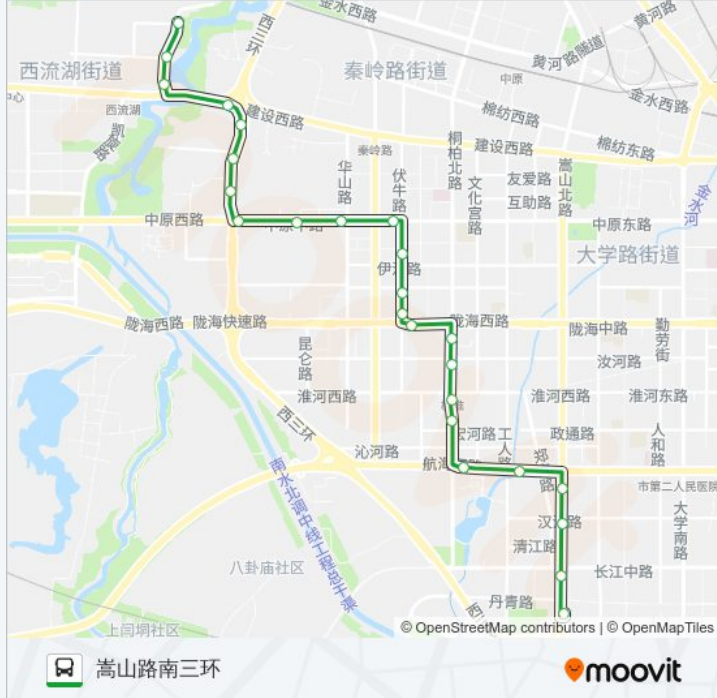 金水西路
黄河路
西三环
西流湖街道
秦岭路街道
黄河路隧道
中原
中心
西流湖
金水西路
棉纺西路
建设西路
凯旋路
秦岭路
桐柏北路
建设西路
棉纺东路
华山路
伏牛路
友爱路
嵩山北路
文化宫路
互助路
金水河
中原西路
中原东路
大学路街道
陇海西路
陇海快速路
陇海西路
陇海中路
勤劳街
昆仑路
汝河路
淮河西路
淮河西路
淮河东路
西三环
政通路
人和路
工人路
沁河路
市第二人民医院
南水北调中线工程总干渠
大学南路
清江路
八卦庙社区
长江中路
丹青路
上闫垌社区
© OpenStreetMap contributors | © OpenMapTiles
嵩山路南三环
moovit